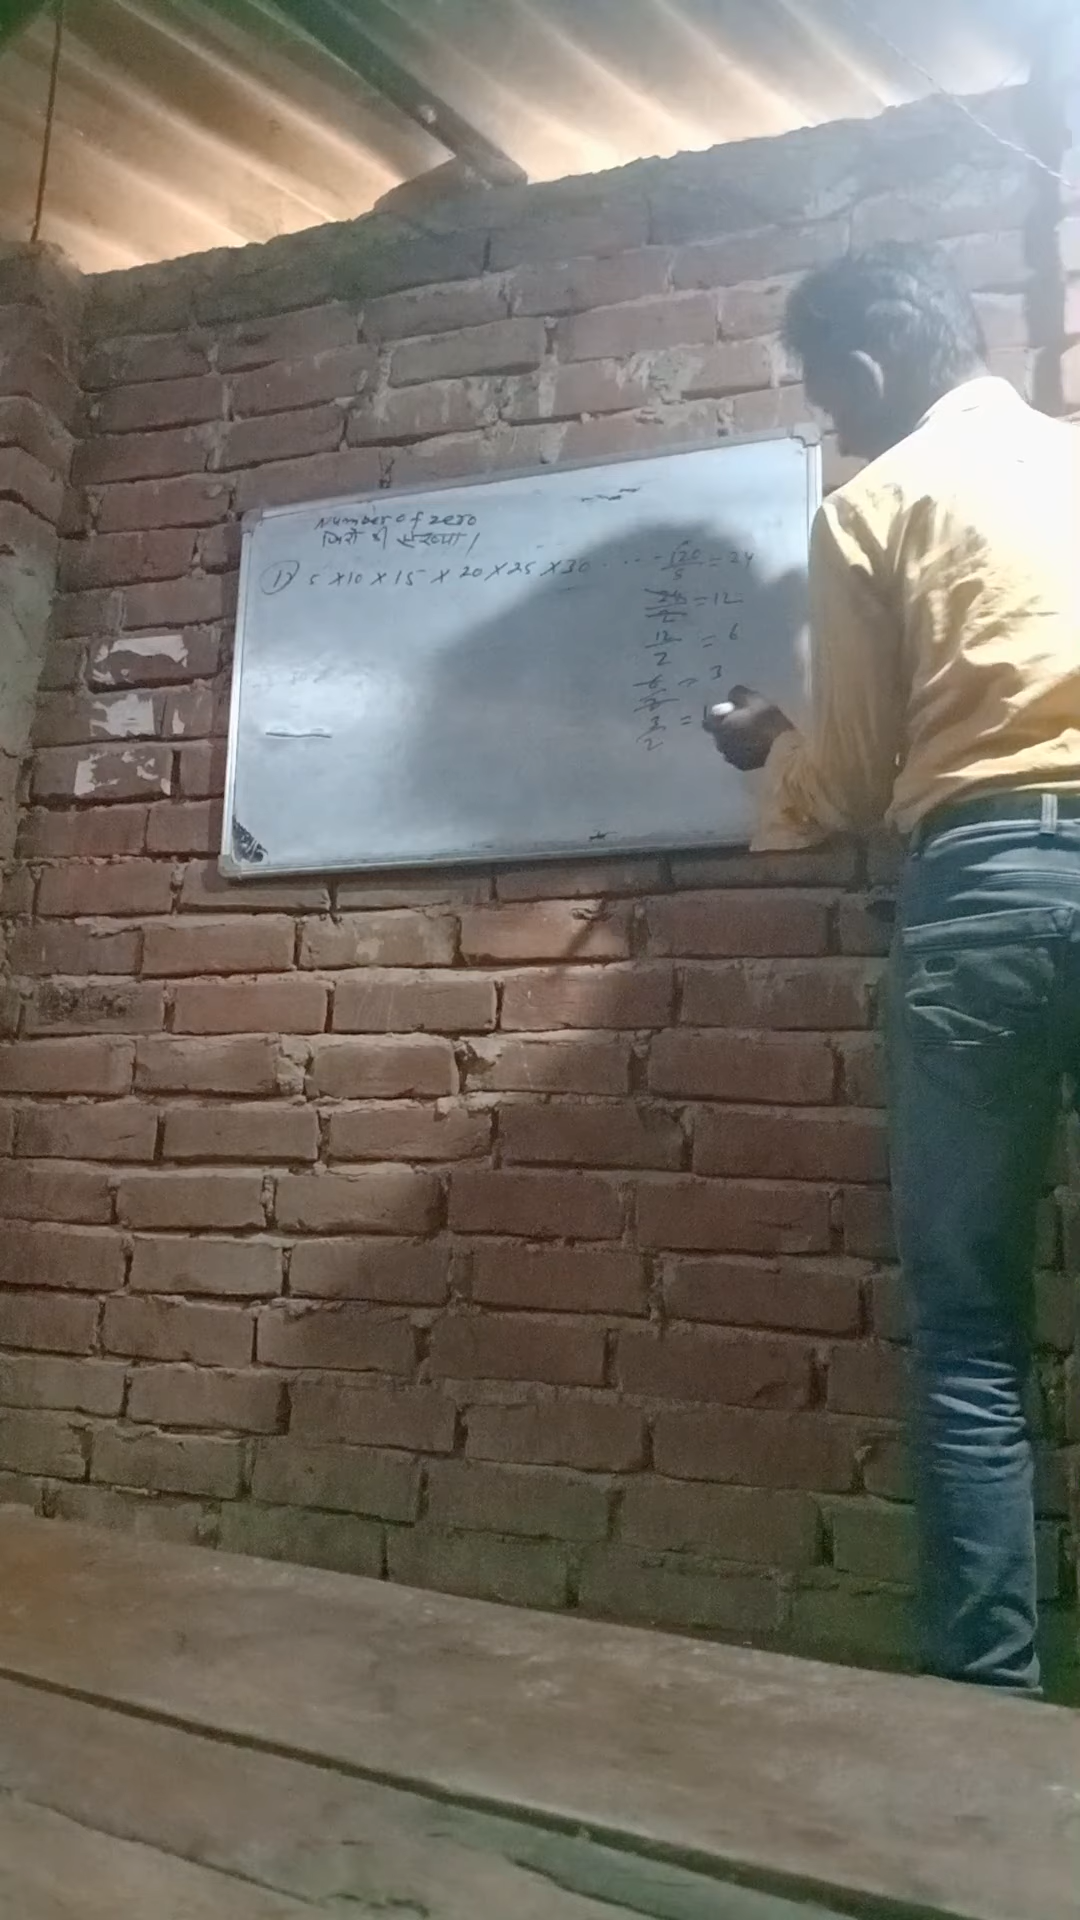 Number of zero
जिरो की संख्या।
1) 5 × 10 × 15 × 20 × 25 × 30 . . . . - 120/5 = 24
24/2 = 12
12/2 = 6
6/2 = 3
3/2 = 1